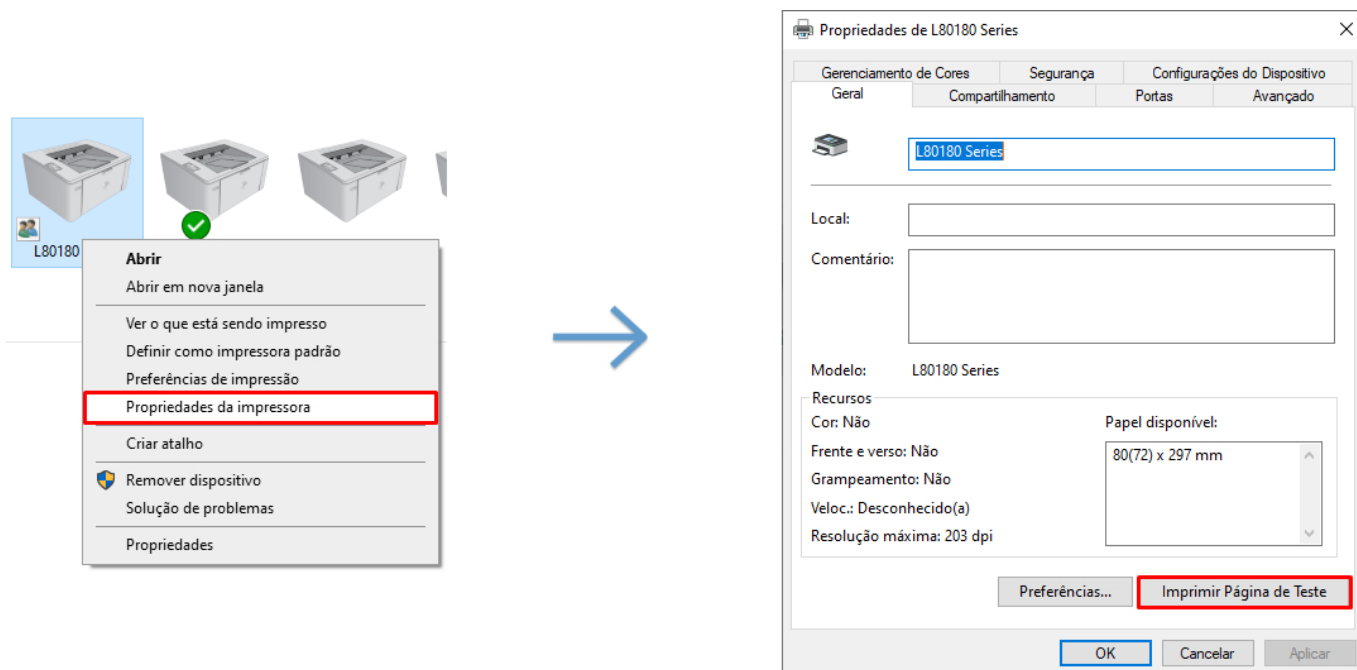 L80180
Abrir
Abrir em nova janela
Ver o que está sendo impresso
Definir como impressora padrão
Preferências de impressão
Propriedades da impressora
Criar atalho
Remover dispositivo
Solução de problemas
Propriedades
Propriedades de L80180 Series
Gerenciamento de Cores Segurança Configurações do Dispositivo
Geral Compartilhamento Portas Avançado
L80180 Series
Local:
Comentário:
Modelo: L80180 Series
Recursos
Cor: Não
Frente e verso: Não
Grampeamento: Não
Veloc.: Desconhecido(a)
Resolução máxima: 203 dpi
Papel disponível:
80(72) x 297 mm
Preferências... Imprimir Página de Teste
OK Cancelar Aplicar